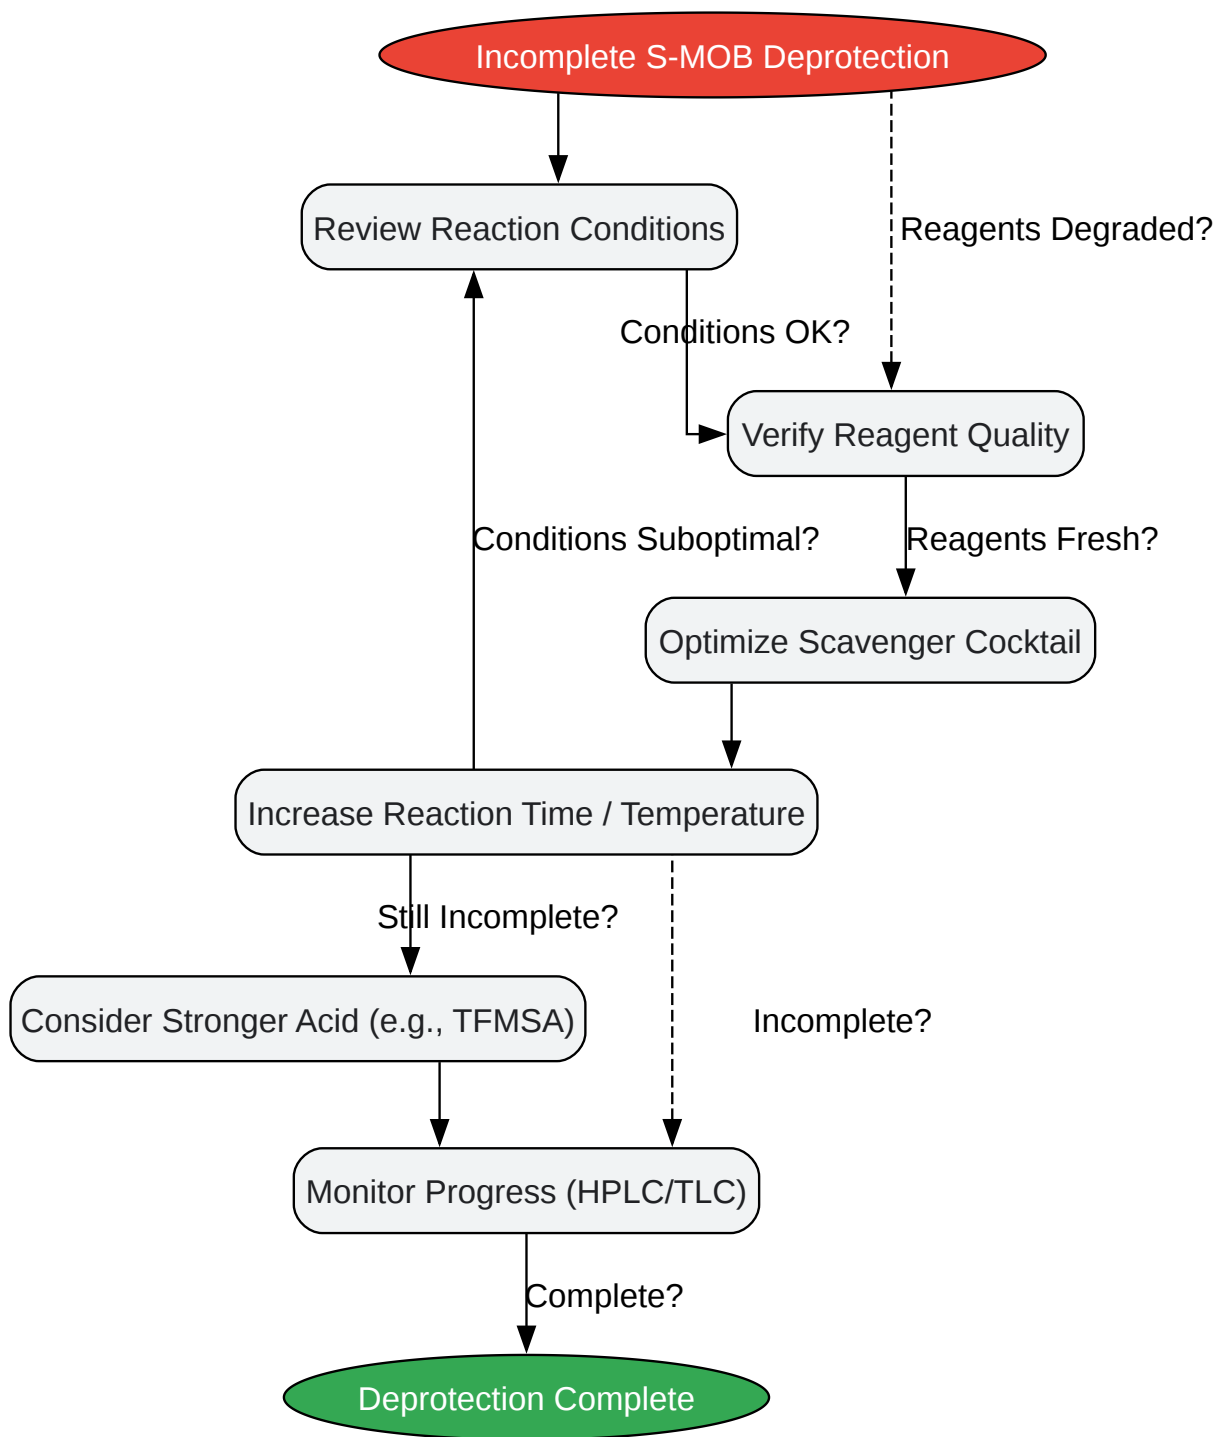 Incomplete S-MOB Deprotection
Review Reaction Conditions
Reagents Degraded?
Conditions OK?
Verify Reagent Quality
Conditions Suboptimal?
Reagents Fresh?
Optimize Scavenger Cocktail
Increase Reaction Time / Temperature
Still Incomplete?
Consider Stronger Acid (e.g., TFMSA)
Incomplete?
Monitor Progress (HPLC/TLC)
Complete?
Deprotection Complete